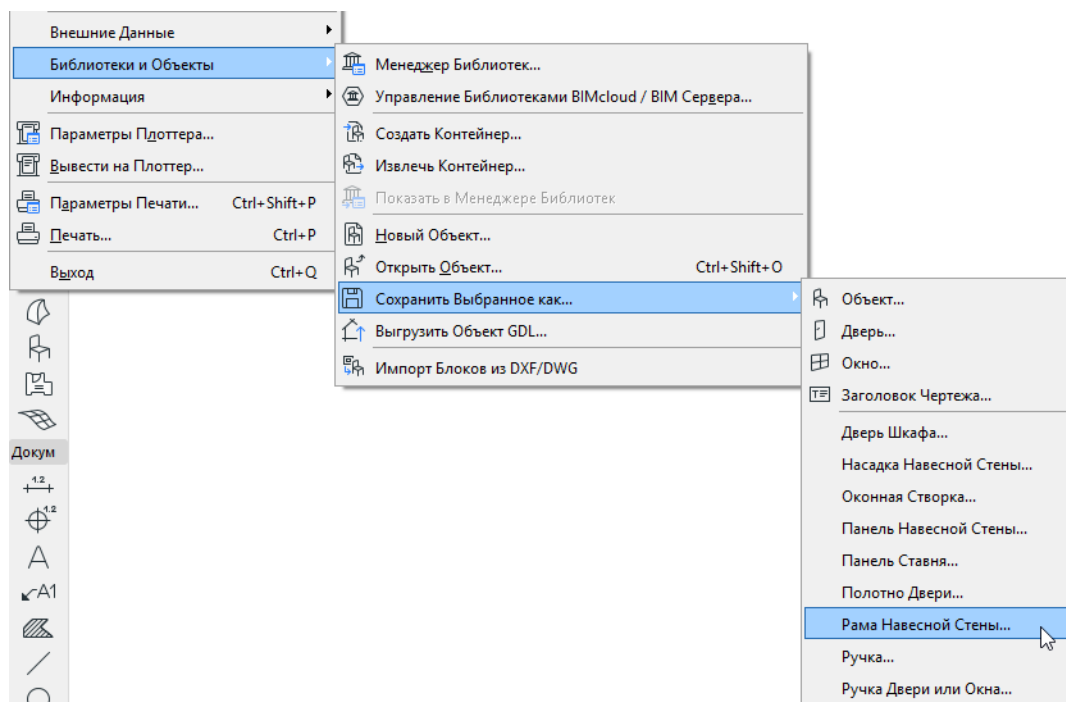 Внешние Данные
Библиотеки и Объекты
Информация
Параметры Плоттера...
Вывести на Плоттер...
Параметры Печати... Ctrl+Shift+P
Печать... Ctrl+P
Выход Ctrl+Q
Менеджер Библиотек...
Управление Библиотеками BIMcloud / BIM Сервера...
Создать Контейнер...
Извлечь Контейнер...
Показать в Менеджере Библиотек
Новый Объект...
Открыть Объект... Ctrl+Shift+O
Сохранить Выбранное как...
Выгрузить Объект GDL...
Импорт Блоков из DXF/DWG
Объект...
Дверь...
Окно...
Заголовок Чертежа...
Дверь Шкафа...
Насадка Навесной Стены...
Оконная Створка...
Панель Навесной Стены...
Панель Ставня...
Полотно Двери...
Рама Навесной Стены...
Ручка...
Ручка Двери или Окна...
Докум
1.2
1.2
A
A1